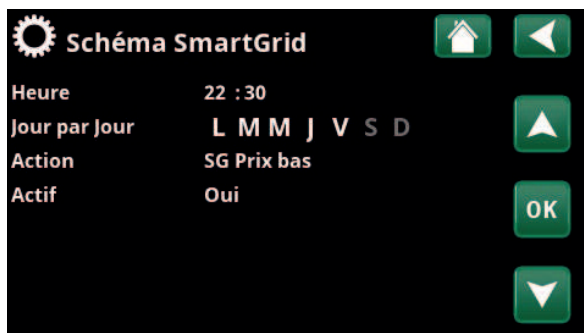 Schéma SmartGrid
Heure 22 : 30
Jour par Jour L M M J V S D
Action SG Prix bas
Actif Oui
OK